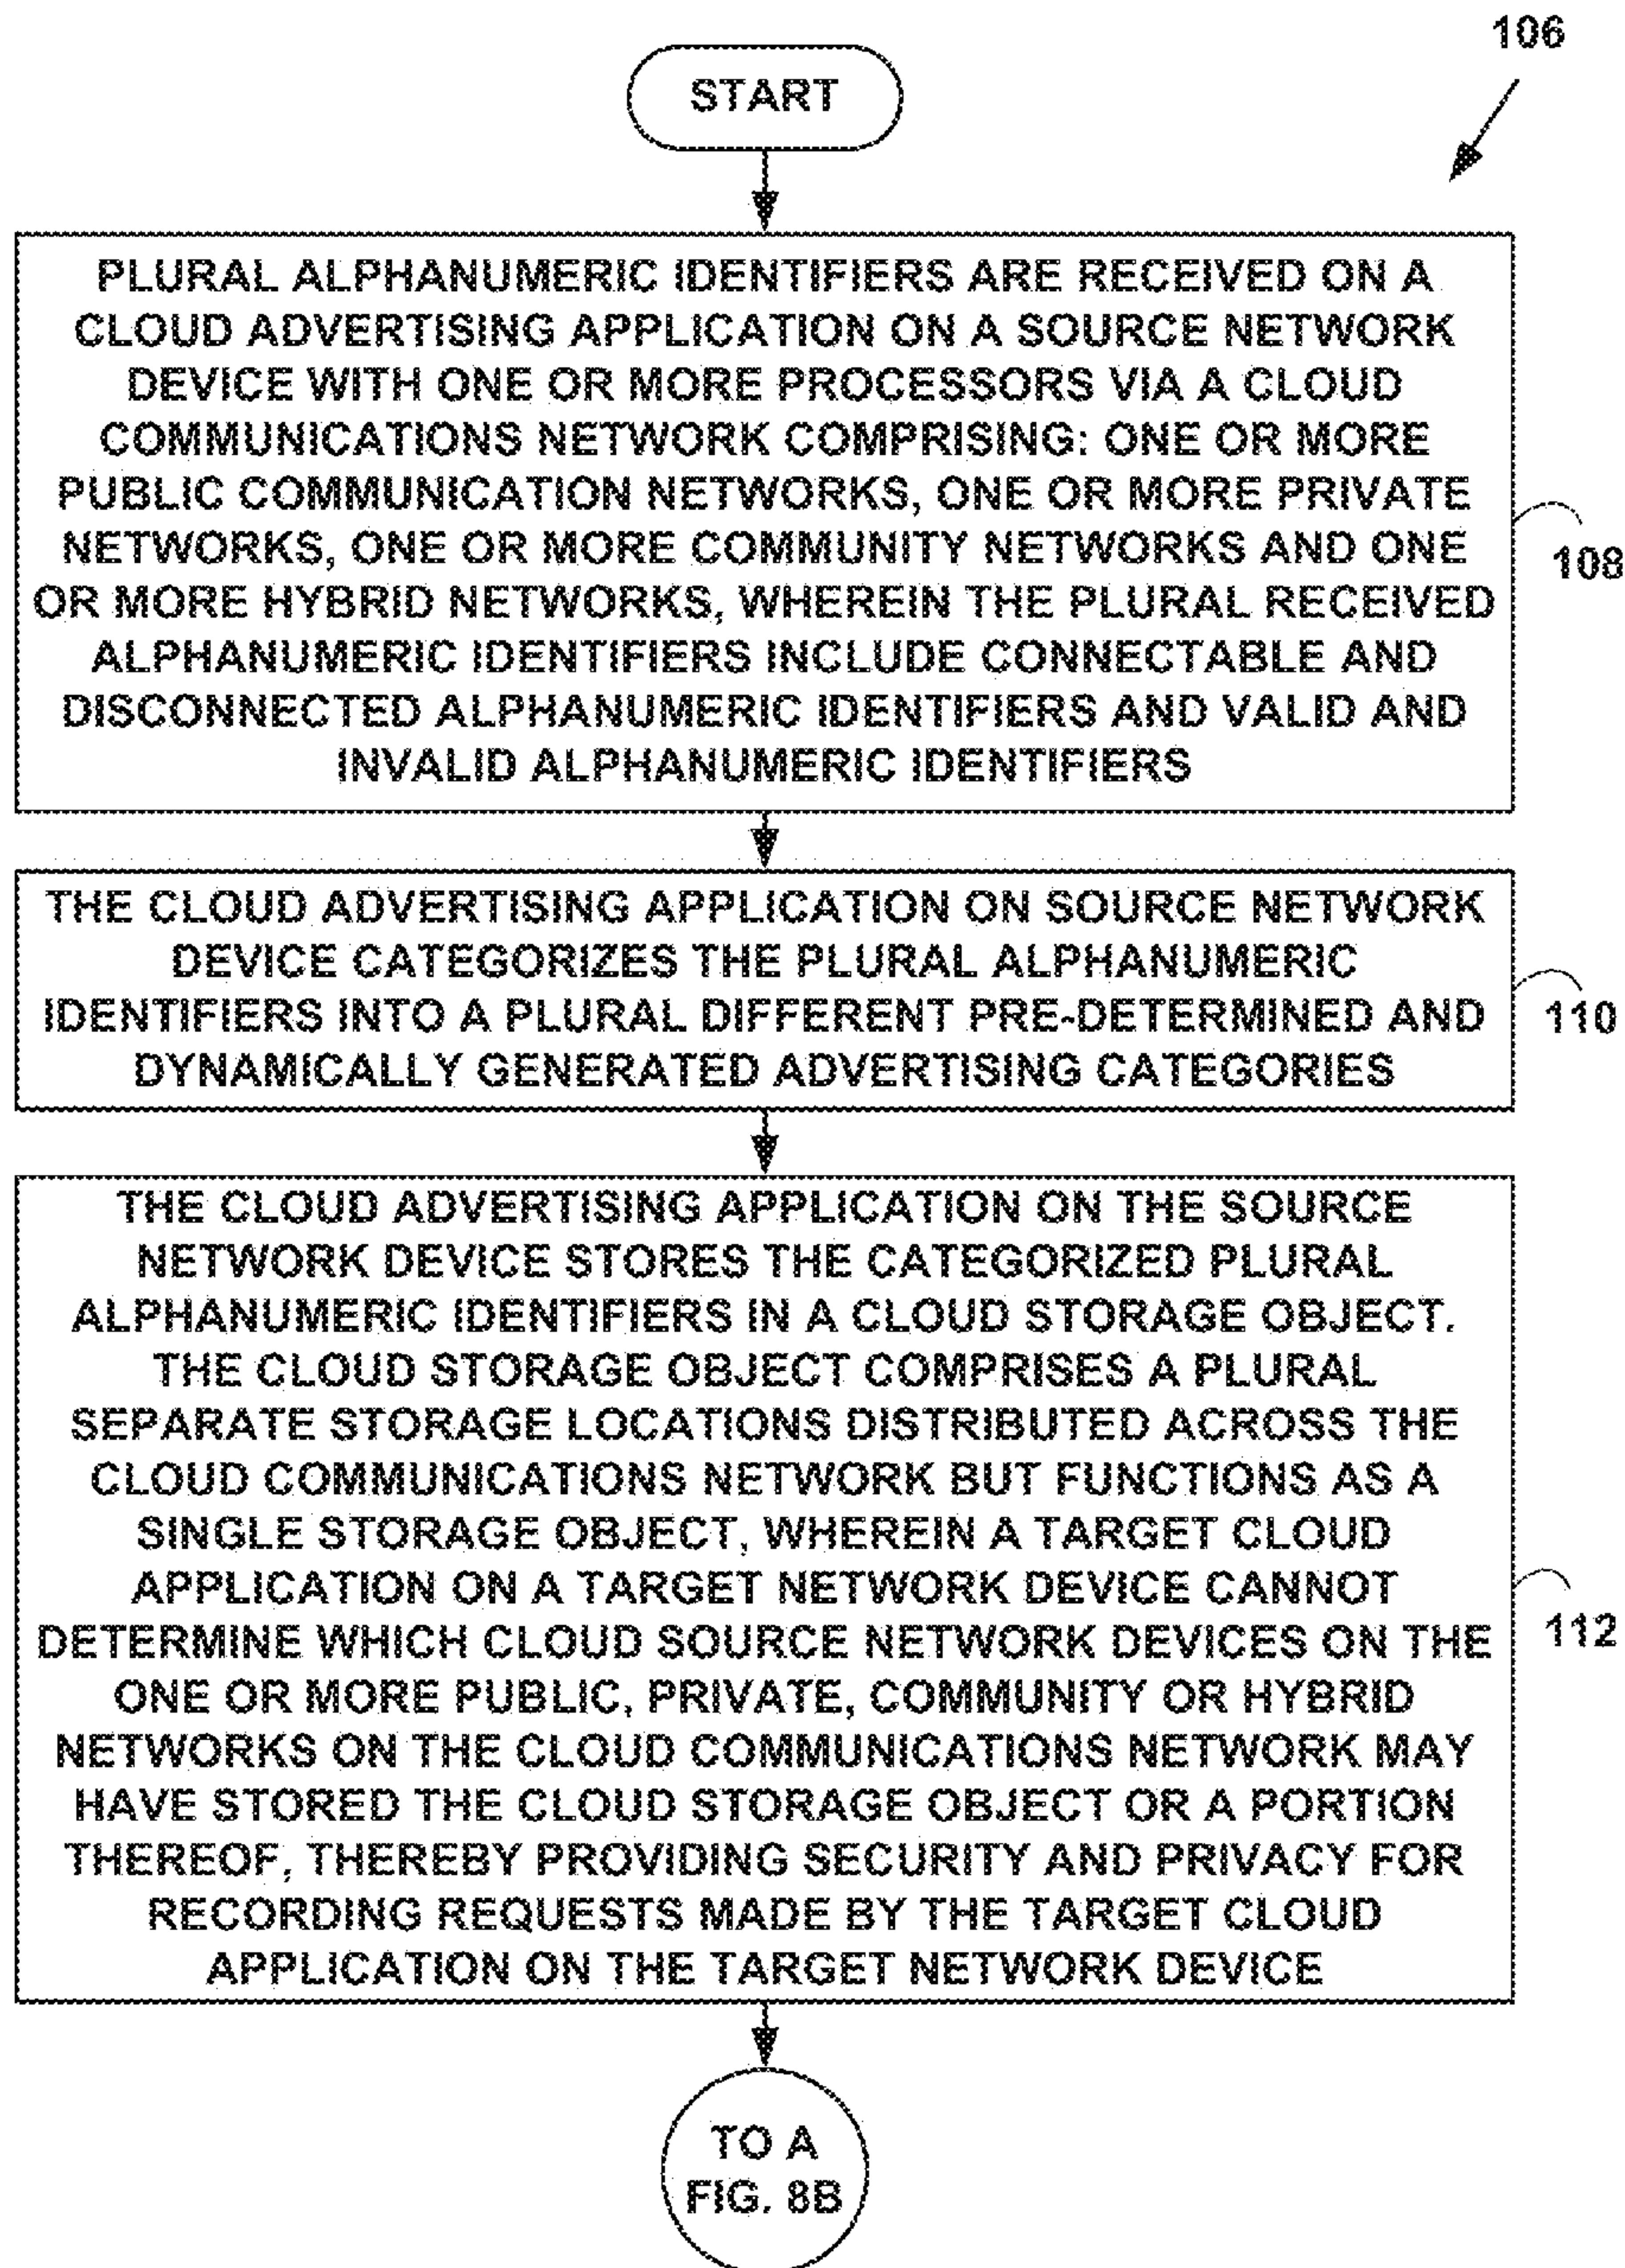 106
START
PLURAL ALPHANUMERIC IDENTIFIERS ARE RECEIVED ON A
CLOUD ADVERTISING APPLICATION ON A SOURCE NETWORK
DEVICE WITH ONE OR MORE PROCESSORS VIA A CLOUD
COMMUNICATIONS NETWORK COMPRISING: ONE OR MORE
PUBLIC COMMUNICATION NETWORKS, ONE OR MORE PRIVATE
NETWORKS, ONE OR MORE COMMUNITY NETWORKS AND ONE
OR MORE HYBRID NETWORKS, WHEREIN THE PLURAL RECEIVED
ALPHANUMERIC IDENTIFIERS INCLUDE CONNECTABLE AND
DISCONNECTED ALPHANUMERIC IDENTIFIERS AND VALID AND
INVALID ALPHANUMERIC IDENTIFIERS
108
THE CLOUD ADVERTISING APPLICATION ON SOURCE NETWORK
DEVICE CATEGORIZES THE PLURAL ALPHANUMERIC
IDENTIFIERS INTO A PLURAL DIFFERENT PRE-DETERMINED AND
DYNAMICALLY GENERATED ADVERTISING CATEGORIES
110
THE CLOUD ADVERTISING APPLICATION ON THE SOURCE
NETWORK DEVICE STORES THE CATEGORIZED PLURAL
ALPHANUMERIC IDENTIFIERS IN A CLOUD STORAGE OBJECT.
THE CLOUD STORAGE OBJECT COMPRISES A PLURAL
SEPARATE STORAGE LOCATIONS DISTRIBUTED ACROSS THE
CLOUD COMMUNICATIONS NETWORK BUT FUNCTIONS AS A
SINGLE STORAGE OBJECT, WHEREIN A TARGET CLOUD
APPLICATION ON A TARGET NETWORK DEVICE CANNOT
DETERMINE WHICH CLOUD SOURCE NETWORK DEVICES ON THE
ONE OR MORE PUBLIC, PRIVATE, COMMUNITY OR HYBRID
NETWORKS ON THE CLOUD COMMUNICATIONS NETWORK MAY
HAVE STORED THE CLOUD STORAGE OBJECT OR A PORTION
THEREOF, THEREBY PROVIDING SECURITY AND PRIVACY FOR
RECORDING REQUESTS MADE BY THE TARGET CLOUD
APPLICATION ON THE TARGET NETWORK DEVICE
112
TO A
FIG. 8B